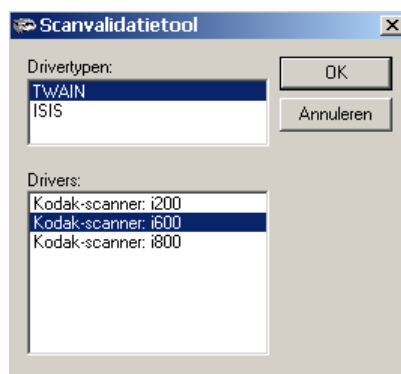 Scanvalidatietool
Drivertypen:
TWAIN
ISIS
OK
Annuleren
Drivers:
Kodak-scanner: i200
Kodak-scanner: i600
Kodak-scanner: i800